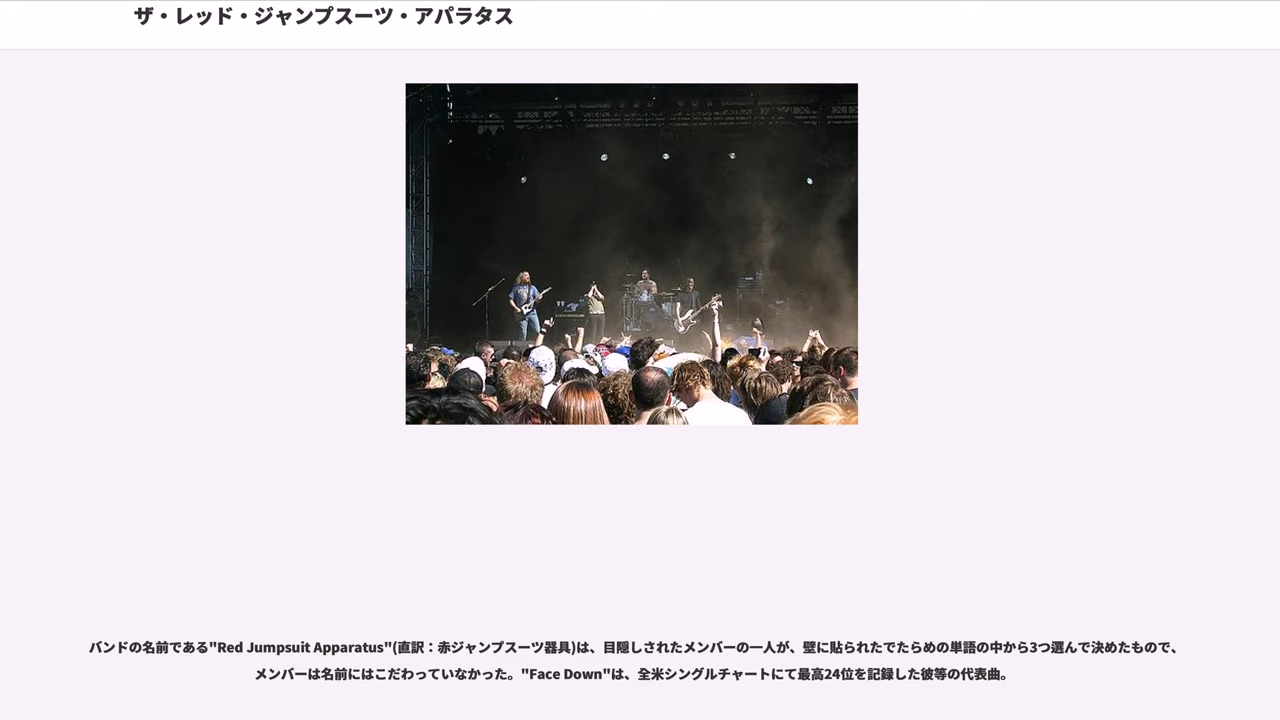 ザ・レッド・ジャンプスーツ・アパラタス
バンドの名前である"Red Jumpsuit Apparatus"(直訳：赤ジャンプスーツ器具)は、目隠しされたメンバーの一人が、壁に貼られたでたらめの単語の中から3つ選んで決めたもので、
メンバーは名前にはこだわっていなかった。"Face Down"は、全米シングルチャートにて最高24位を記録した彼等の代表曲。